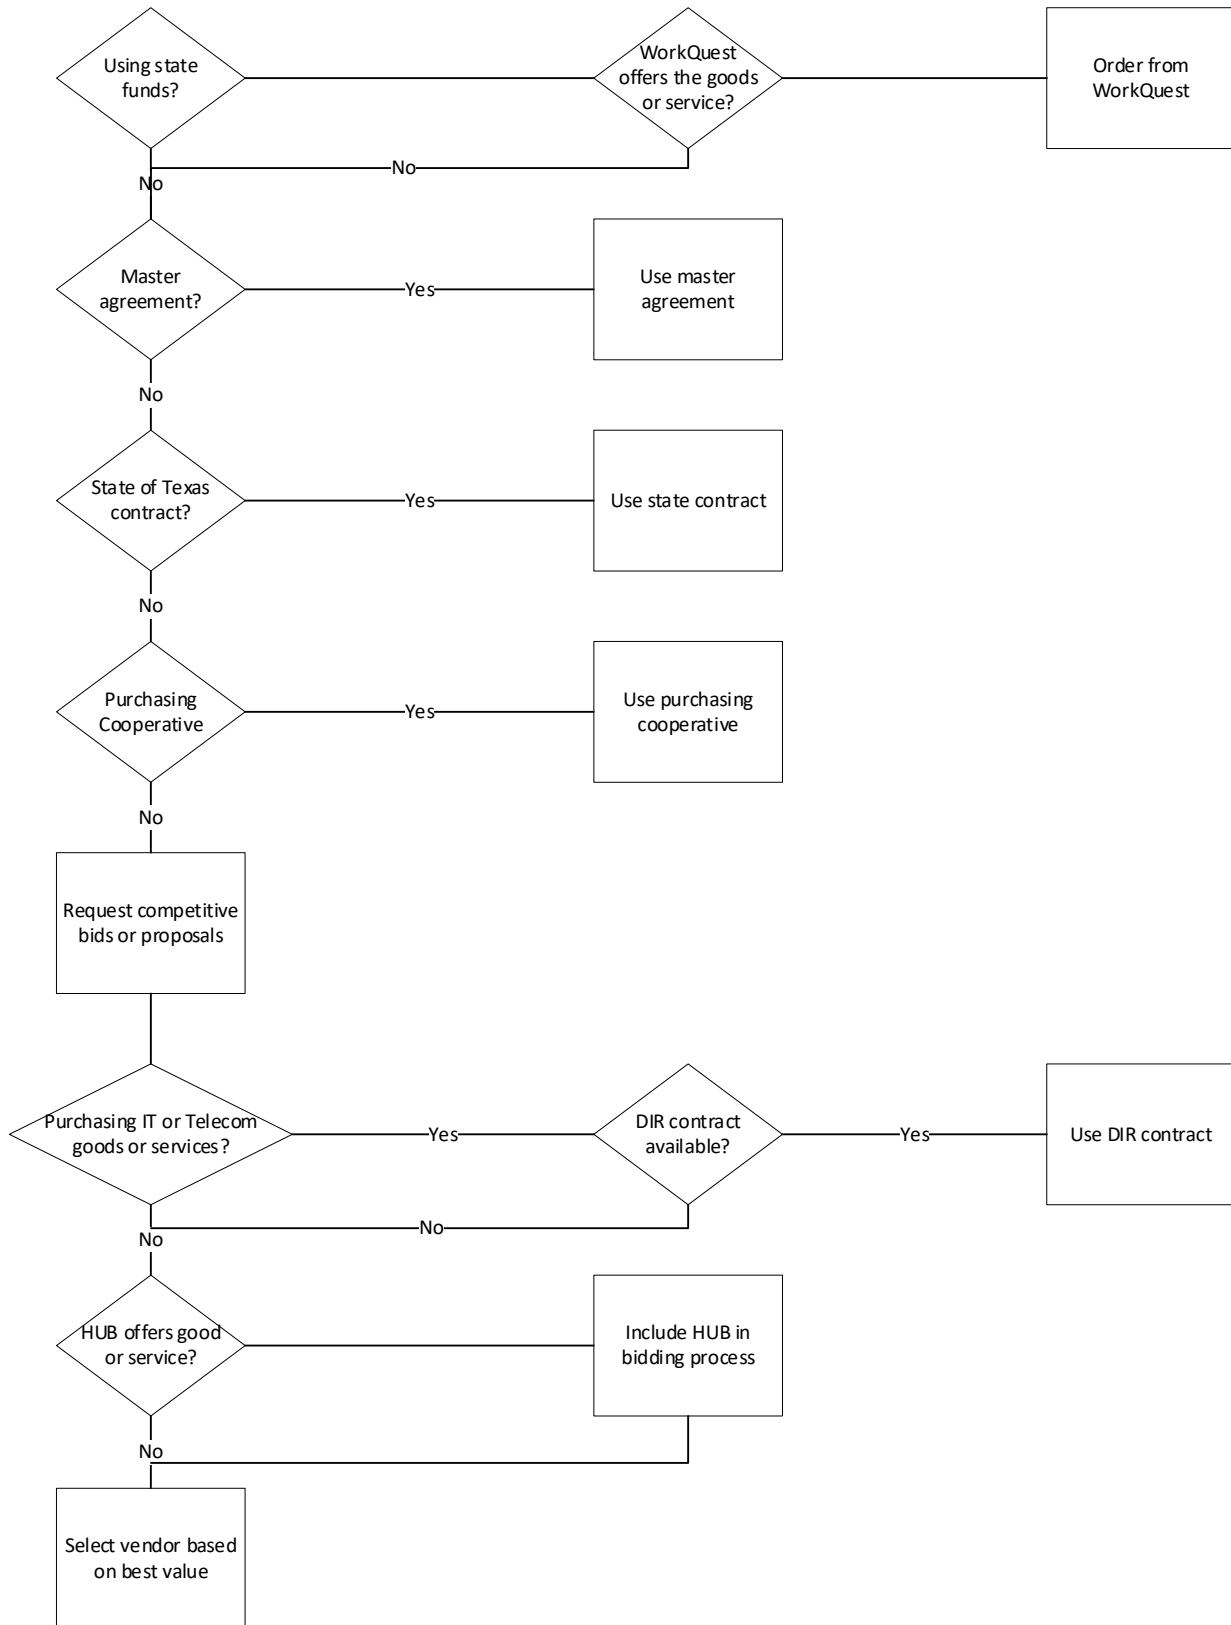 Using state
funds?
WorkQuest
offers the goods
or service?
Order from
WorkQuest
No
No
Master
agreement?
Yes
Use master
agreement
No
State of Texas
contract?
Yes
Use state contract
No
Purchasing
Cooperative
Yes
Use purchasing
cooperative
No
Request competitive
bids or proposals
Purchasing IT or Telecom
goods or services?
Yes
DIR contract
available?
Yes
Use DIR contract
No
No
HUB offers good
or service?
Include HUB in
bidding process
No
Select vendor based
on best value